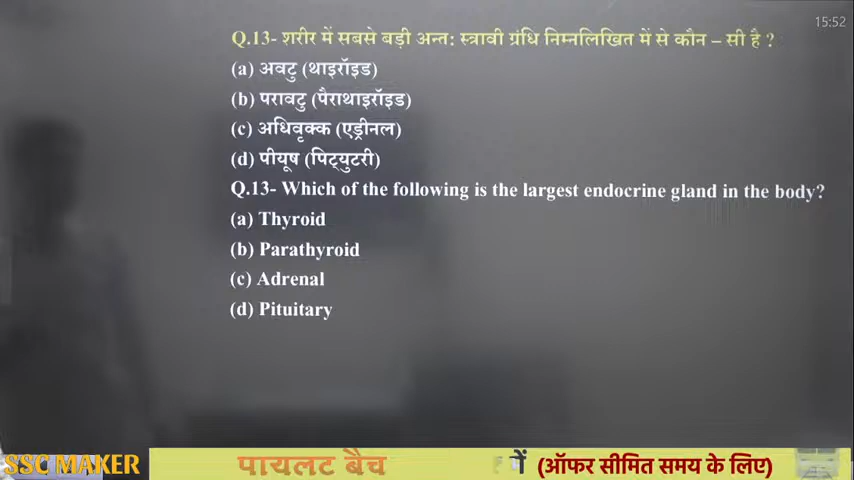 15:52
Q.13- शरीर में सबसे बड़ी अन्त: स्त्रावी ग्रंथि निम्नलिखित में से कौन – सी है ?
(a) अवटु (थाइरॉइड)
(b) परावटु (पैराथाइरॉइड)
(c) अधिवृक्क (एड्रीनल)
(d) पीयूष (पिट्युटरी)
Q.13- Which of the following is the largest endocrine gland in the body?
(a) Thyroid
(b) Parathyroid
(c) Adrenal
(d) Pituitary
SSC MAKER पायलट बैच में (ऑफर सीमित समय के लिए)